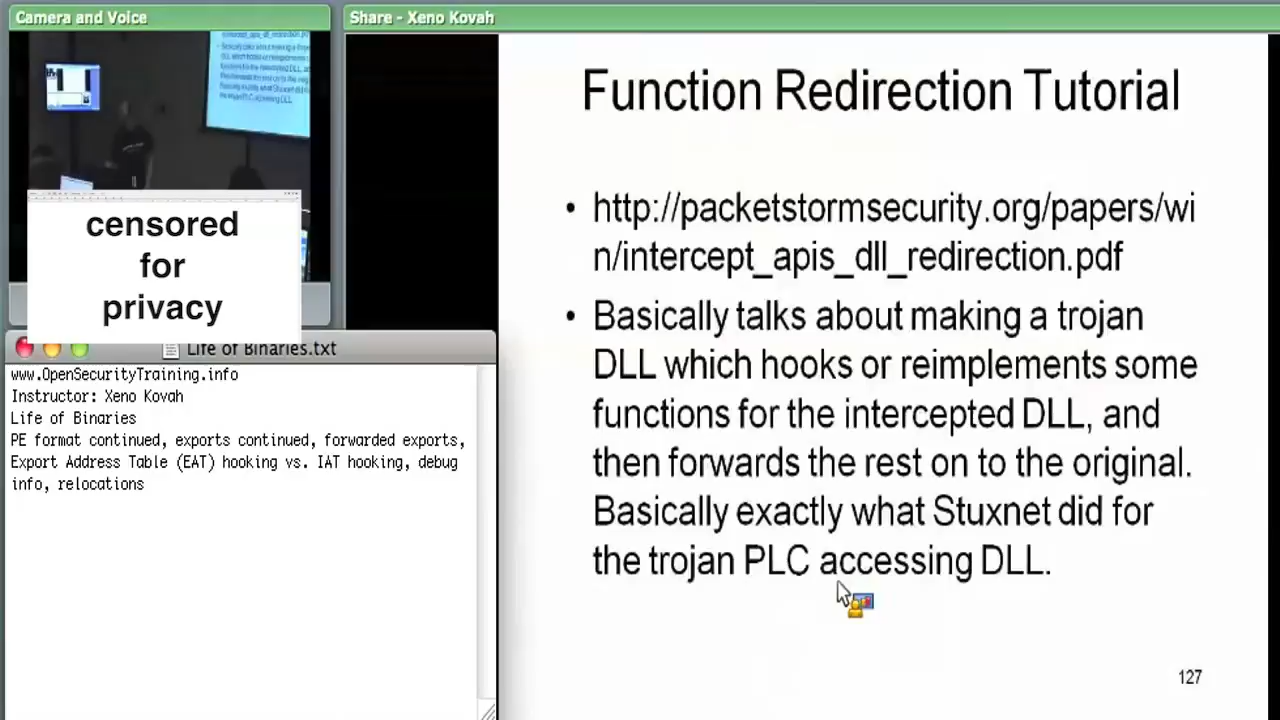 Camera and Voice
Share - Xeno Kovah
censored
for
privacy
Life of Binaries.txt
www.OpenSecurityTraining.info
Instructor: Xeno Kovah
Life of Binaries
PE format continued, exports continued, forwarded exports,
Export Address Table (EAT) hooking vs. IAT hooking, debug
info, relocations
Function Redirection Tutorial
• http://packetstormsecurity.org/papers/wi
n/intercept_apis_dll_redirection.pdf
• Basically talks about making a trojan
DLL which hooks or reimplements some
functions for the intercepted DLL, and
then forwards the rest on to the original.
Basically exactly what Stuxnet did for
the trojan PLC accessing DLL.
127